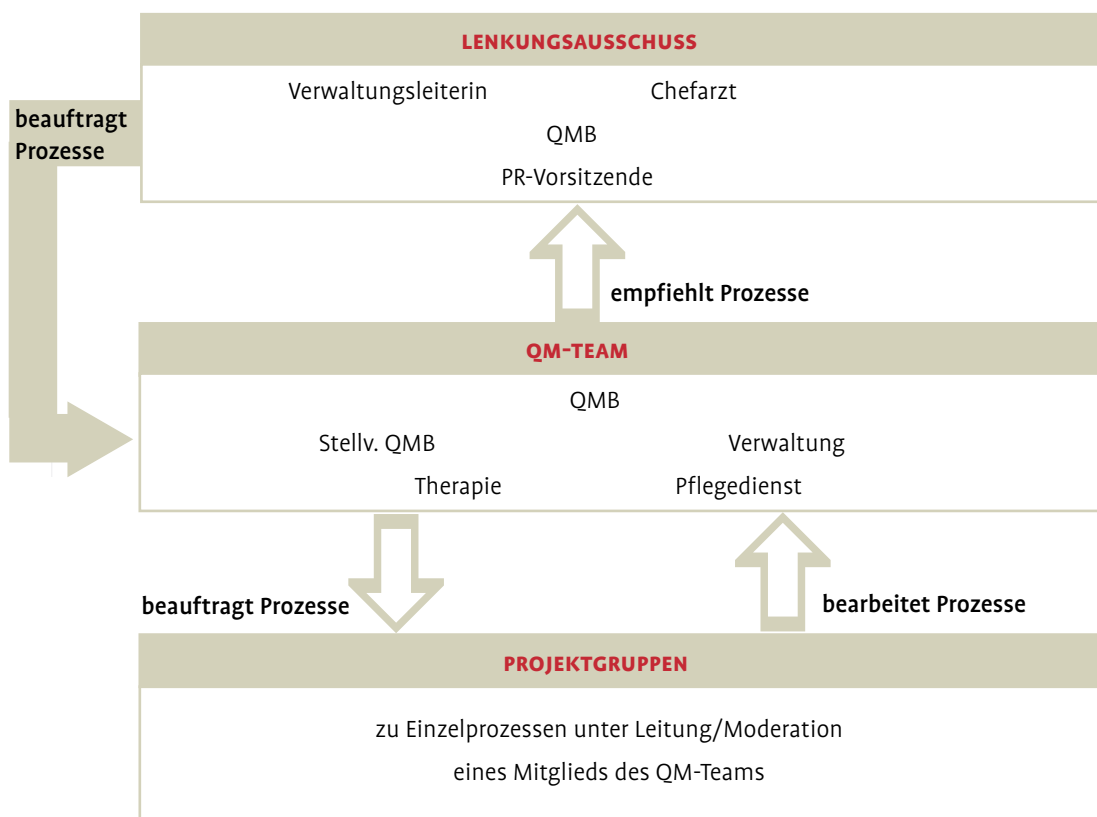 LENKUNGSAUSSCHUSS
Verwaltungsleiterin Chefarzt
QMB
PR-Vorsitzende
beauftragt
Prozesse
empfiehlt Prozesse
QM-TEAM
QMB
Stellv. QMB Verwaltung
Therapie Pflegedienst
beauftragt Prozesse
bearbeitet Prozesse
PROJEKTGRUPPEN
zu Einzelprozessen unter Leitung/Moderation
eines Mitglieds des QM-Teams